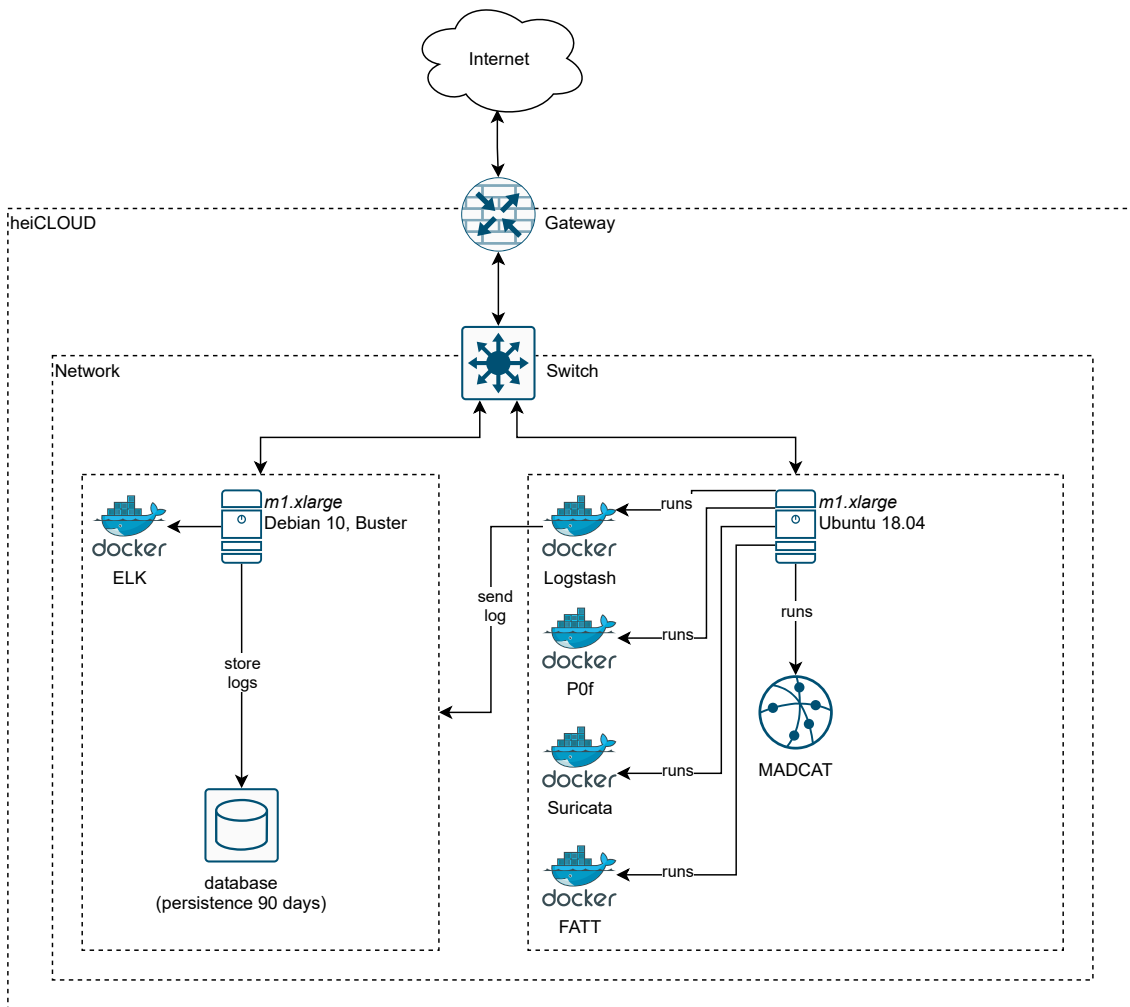 Internet
heiCLOUD
Gateway
Network
Switch
docker
ELK
m1.xlarge
Debian 10, Buster
store
logs
database
(persistence 90 days)
send
log
docker
Logstash
runs
m1.xlarge
Ubuntu 18.04
docker
P0f
runs
runs
MADCAT
docker
Suricata
runs
docker
FATT
runs